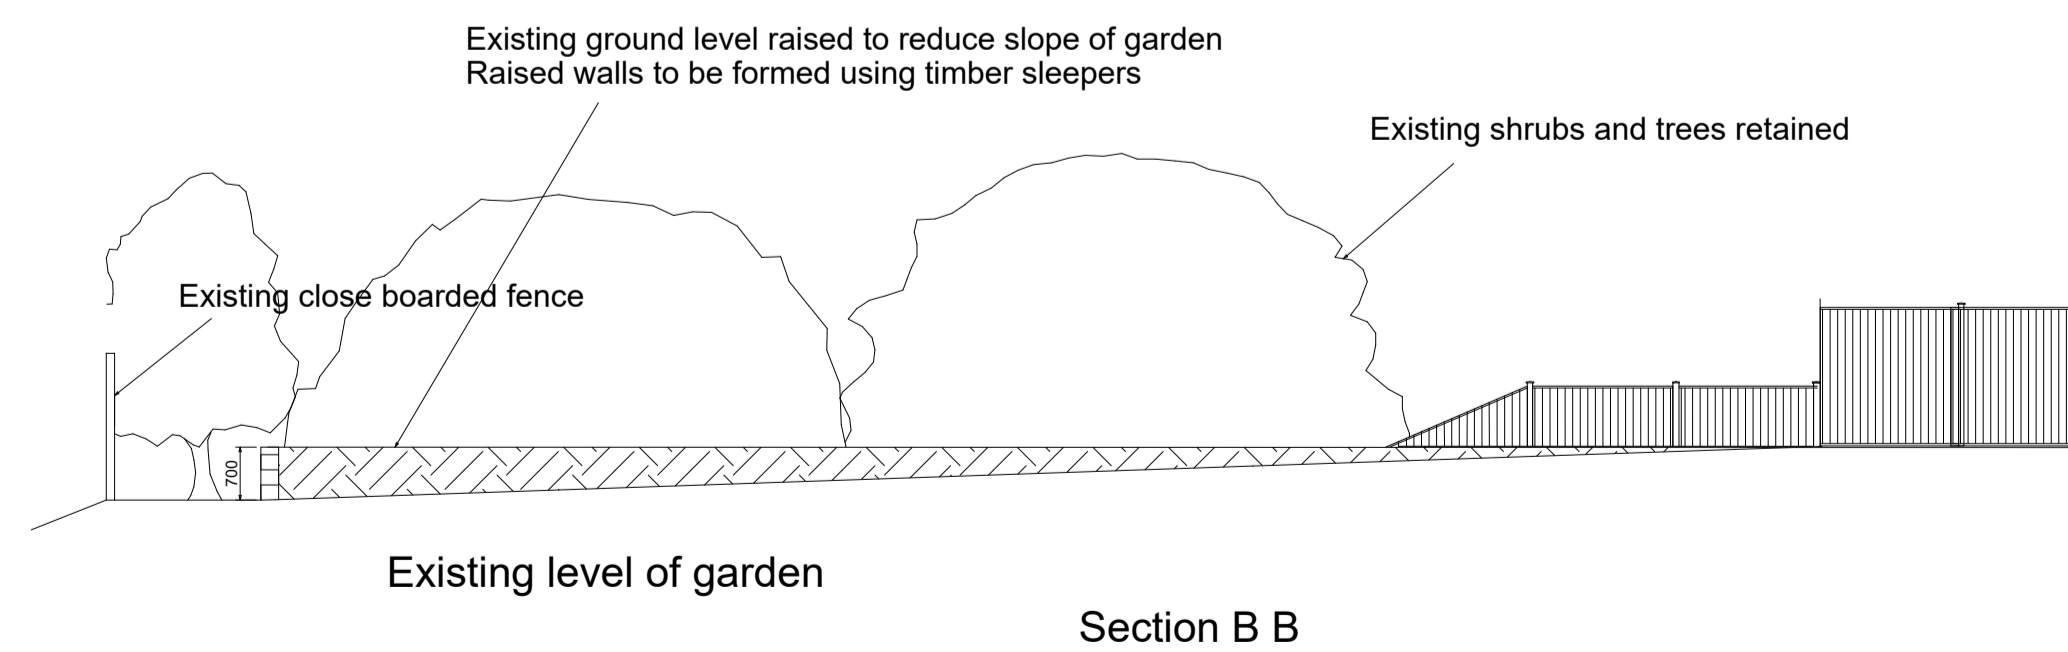 Existing ground level raised to reduce slope of garden
Raised walls to be formed using timber sleepers
Existing shrubs and trees retained
Existing close boarded fence
700
Existing level of garden
Section B B